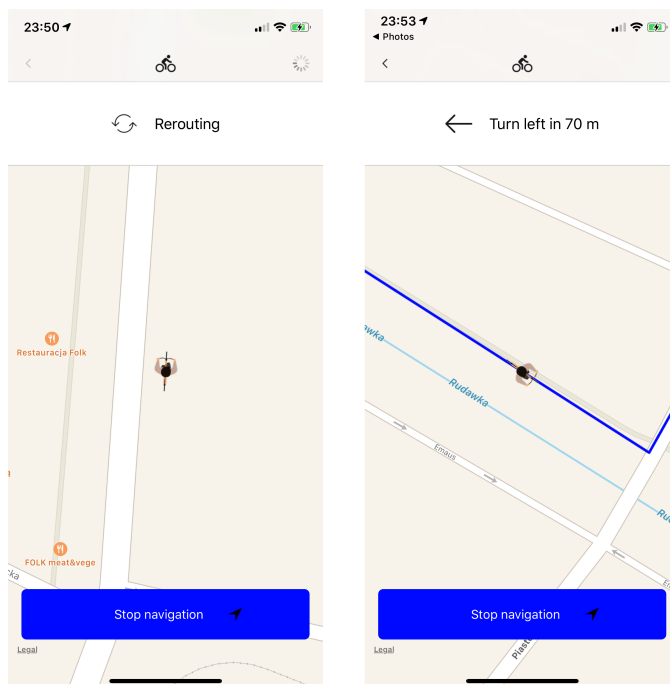 23:50
Rerouting
Restauracja Folk
FOLK meat&vege
Stop navigation
Legal
23:53
Photos
Turn left in 70 m
Rudawka
Emaus
Stop navigation
Legal